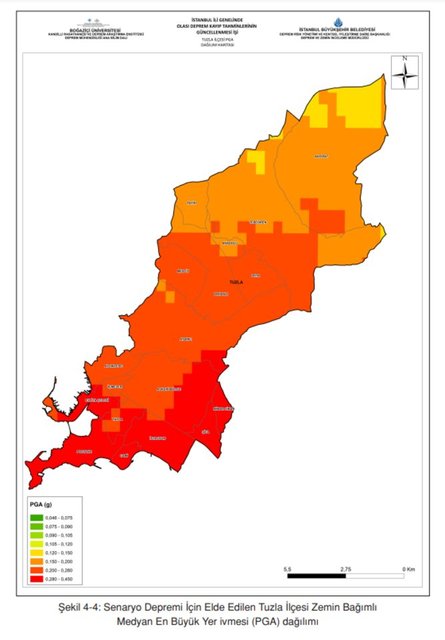 BOĞAZİÇİ ÜNİVERSİTESİ
KANDİLLİ RASATHANESİ VE DEPREM ARAŞTIRMA ENSTİTÜSÜ
DEPREM MÜHENDİSLİĞİ ANA BİLİM DALI
İSTANBUL İLİ GENELİNDE
OLASI DEPREM KAYIP TAHMİNLERİNİN
GÜNCELLENMESİ İŞİ
TUZLA İLÇESİ PGA
DAĞILIM HARİTASI
İSTANBUL BÜYÜKŞEHİR BELEDİYESİ
DEPREM RİSK YÖNETİMİ VE KENTSEL İYİLEŞTİRME DAİRE BAŞKANLIĞI
DEPREM VE ZEMİN İNCELEME MÜDÜRLÜĞÜ
N
TUZLA
PGA (g)
0,046 - 0,075
0,075 - 0,090
0,090 - 0,105
0,105 - 0,120
0,120 - 0,150
0,150 - 0,200
0,200 - 0,280
0,280 - 0,450
5,5 2,75 0 Km
Şekil 4-4: Senaryo Depremi İçin Elde Edilen Tuzla İlçesi Zemin Bağımlı
Medyan En Büyük Yer ivmesi (PGA) dağılımı